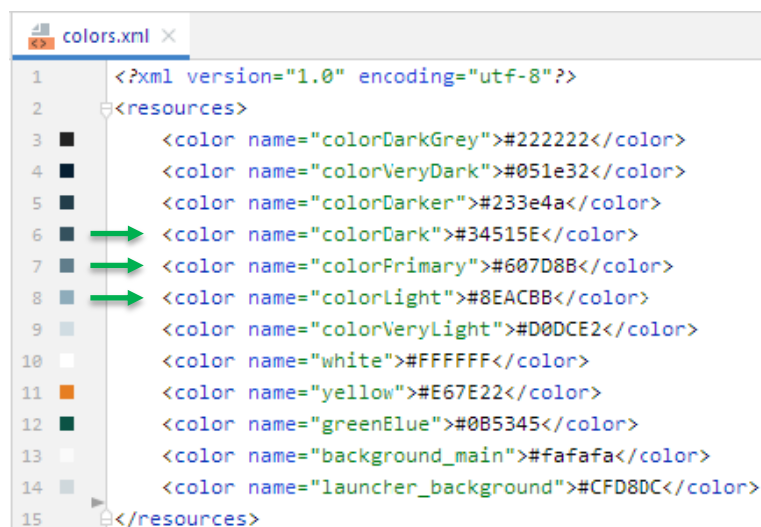 colors.xml
1 <?xml version="1.0" encoding="utf-8"?>
2 <resources>
3 <color name="colorDarkGrey">#222222</color>
4 <color name="colorVeryDark">#051e32</color>
5 <color name="colorDarker">#233e4a</color>
6 <color name="colorDark">#34515E</color>
7 <color name="colorPrimary">#607D8B</color>
8 <color name="colorLight">#8EACBB</color>
9 <color name="colorVeryLight">#D0DCE2</color>
10 <color name="white">#FFFFFF</color>
11 <color name="yellow">#E67E22</color>
12 <color name="greenBlue">#0B5345</color>
13 <color name="background_main">#fafafa</color>
14 <color name="launcher_background">#CFD8DC</color>
15 </resources>